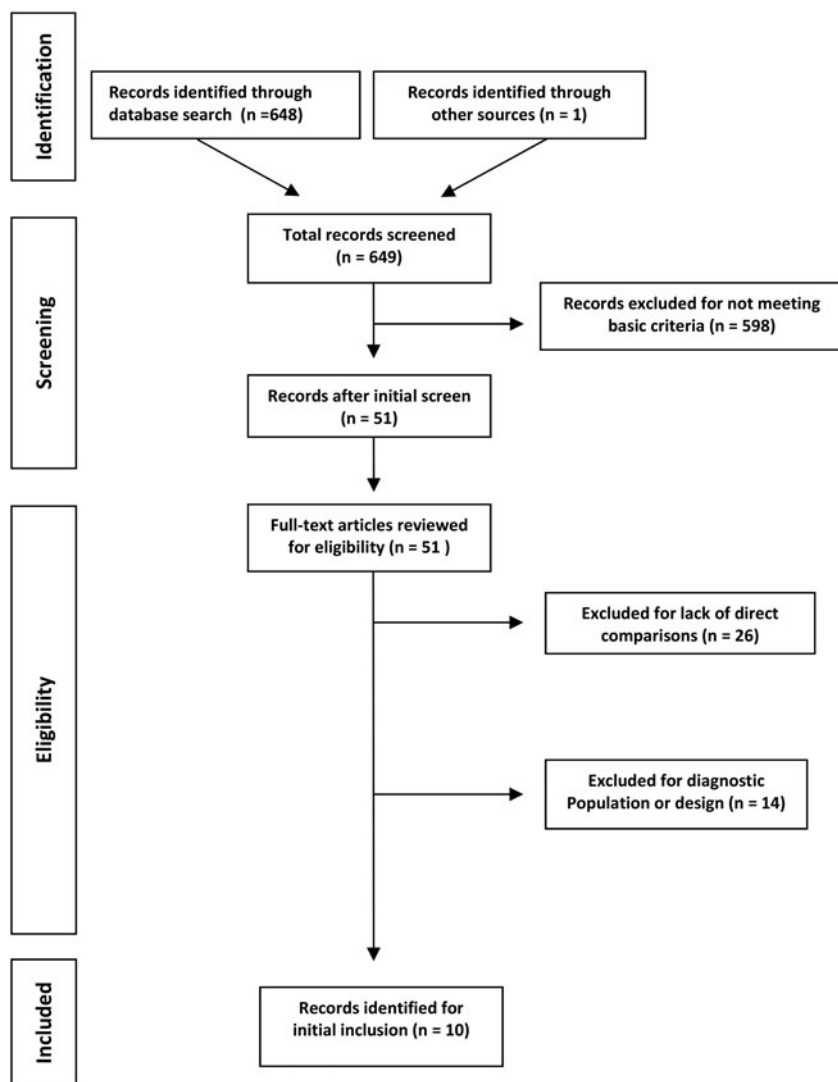 Identification
Records identified through
database search (n =648)
Records identified through
other sources (n = 1)
Screening
Total records screened
(n = 649)
Records excluded for not meeting
basic criteria (n = 598)
Records after initial screen
(n = 51)
Eligibility
Full-text articles reviewed
for eligibility (n = 51 )
Excluded for lack of direct
comparisons (n = 26)
Excluded for diagnostic
Population or design (n = 14)
Included
Records identified for
initial inclusion (n = 10)